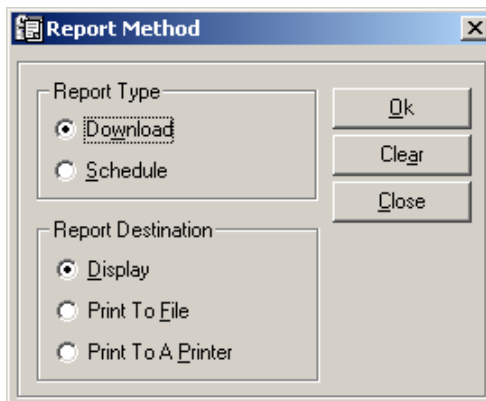 Report Method
Report Type
Download
Schedule
Ok
Clear
Close
Report Destination
Display
Print To File
Print To A Printer